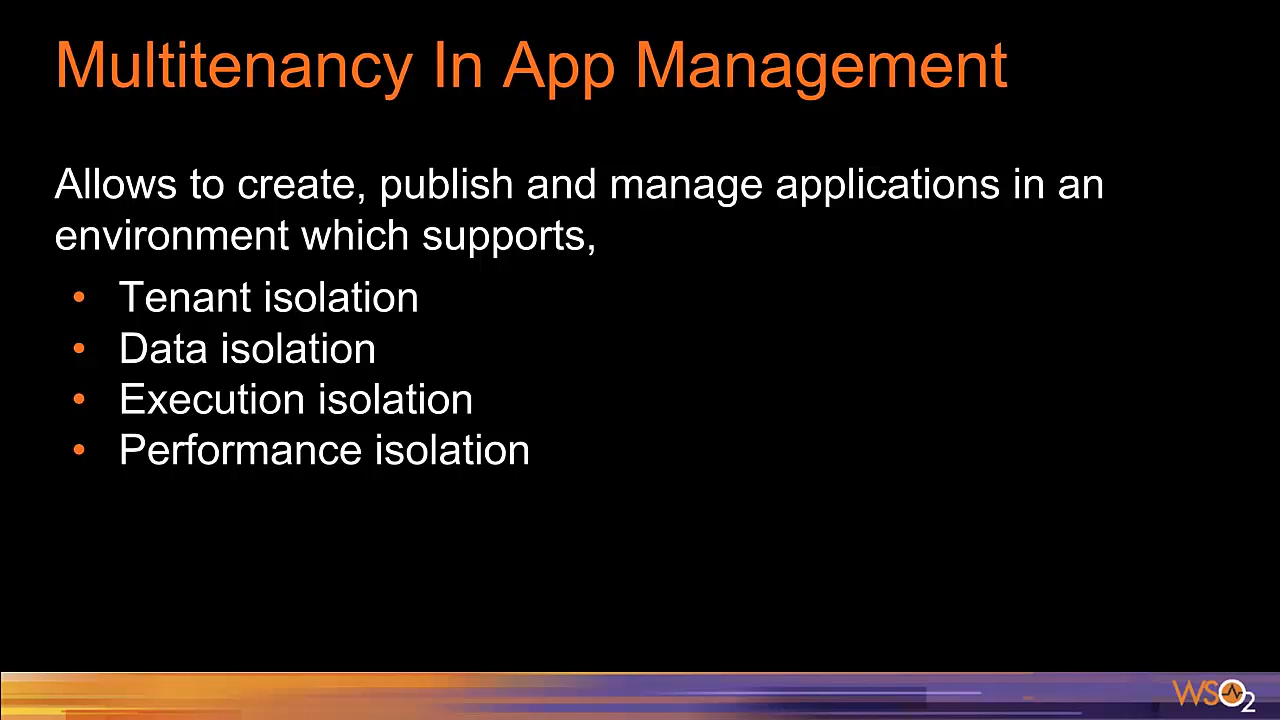 Multitenancy In App Management
Allows to create, publish and manage applications in an
environment which supports,
• Tenant isolation
• Data isolation
• Execution isolation
• Performance isolation
WSO2